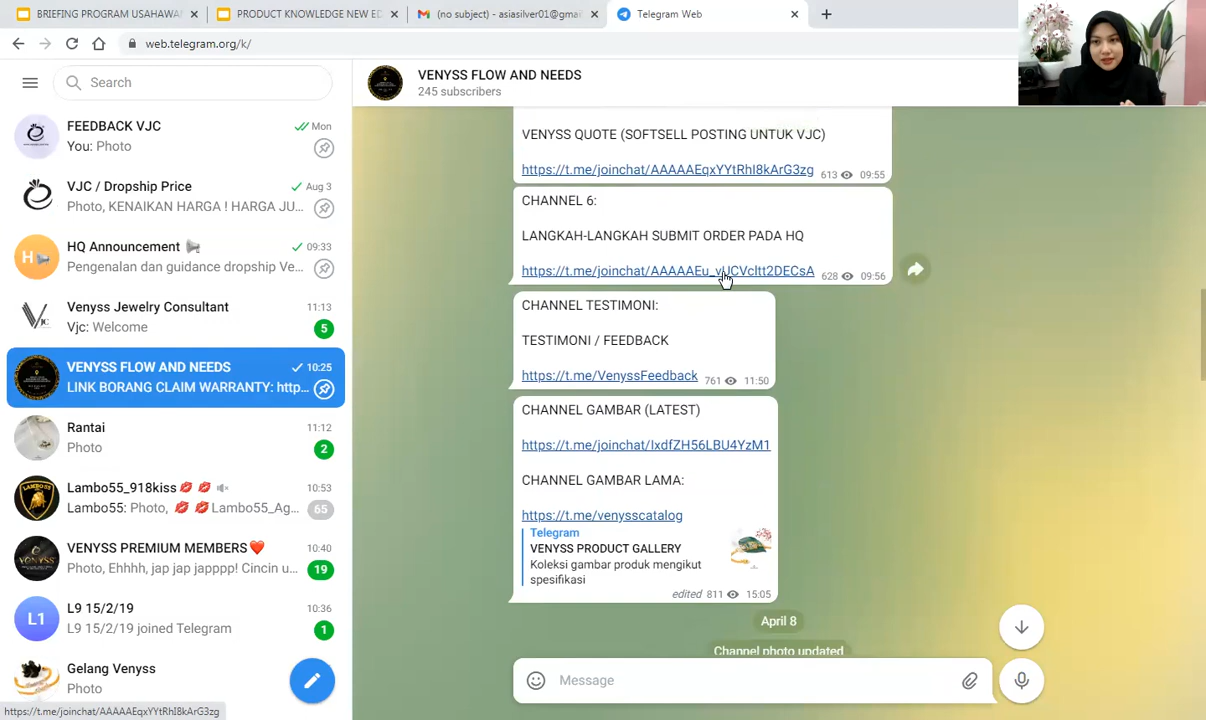 BRIEFING PROGRAM USAHAWA
PRODUCT KNOWLEDGE NEW ED
(no subject) - asiasilver01@gmai
Telegram Web
web.telegram.org/k/
Search
FEEDBACK VJC
Mon
You: Photo
VJC / Dropship Price
Aug 3
Photo, KENAIKAN HARGA ! HARGA JU...
HQ Announcement
09:33
Pengenalan dan guidance dropship Ve...
Venyss Jewelry Consultant
11:13
Vjc: Welcome
5
VENYSS FLOW AND NEEDS
10:25
LINK BORANG CLAIM WARRANTY: http...
Rantai
11:12
Photo
2
Lambo55_918kiss💋 💋
10:53
Lambo55: Photo, 💋 💋Lambo55_Ag...
65
VENYSS PREMIUM MEMBERS❤️
10:40
Photo, Ehhhh, jap jap japppp! Cincin u...
19
L1
L9 15/2/19
10:36
L9 15/2/19 joined Telegram
1
Gelang Venyss
Photo
https://t.me/joinchat/AAAAAEqxYYtRhI8kArG3zg
VENYSS FLOW AND NEEDS
245 subscribers
VENYSS QUOTE (SOFTSELL POSTING UNTUK VJC)
https://t.me/joinchat/AAAAAEqxYYtRhI8kArG3zg
613 09:55
CHANNEL 6:
LANGKAH-LANGKAH SUBMIT ORDER PADA HQ
628 09:56
CHANNEL TESTIMONI:
TESTIMONI / FEEDBACK
https://t.me/VenyssFeedback
761 11:50
CHANNEL GAMBAR (LATEST)
https://t.me/joinchat/IxdfZH56LBU4YzM1
CHANNEL GAMBAR LAMA:
https://t.me/venysscatalog
Telegram
VENYSS PRODUCT GALLERY
Koleksi gambar produk mengikut
spesifikasi
edited 811 15:05
April 8
Channel photo updated
Message